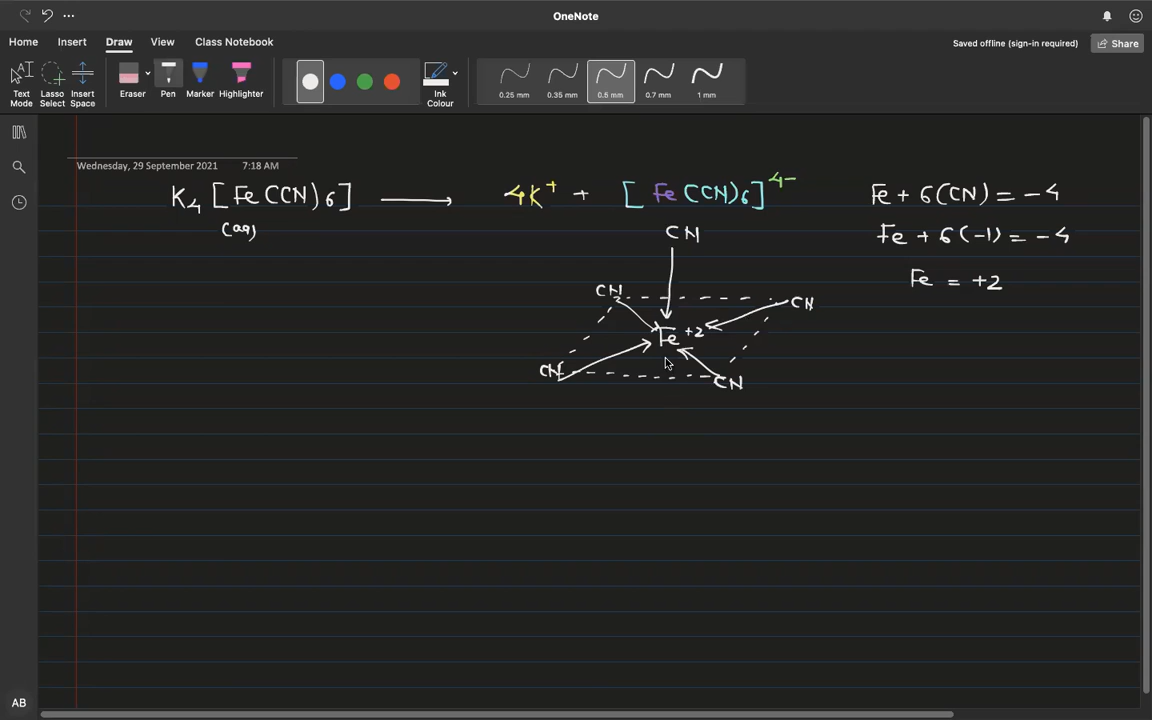 OneNote
Home Insert Draw View Class Notebook
Saved offline (sign-in required) Share
Text Mode Lasso Select Insert Space Eraser Pen Marker Highlighter Ink Colour 0.25 mm 0.35 mm 0.5 mm 0.7 mm 1 mm
Wednesday, 29 September 2021 7:18 AM
K₄[Fe(CN)6] ⟶ 4K⁺ + [Fe(CN)6]⁴⁻ Fe + 6(CN) = -4
(aq)
CN Fe + 6(-1) = -4
Fe = +2
CN CN
Fe +2
CN CN
AB